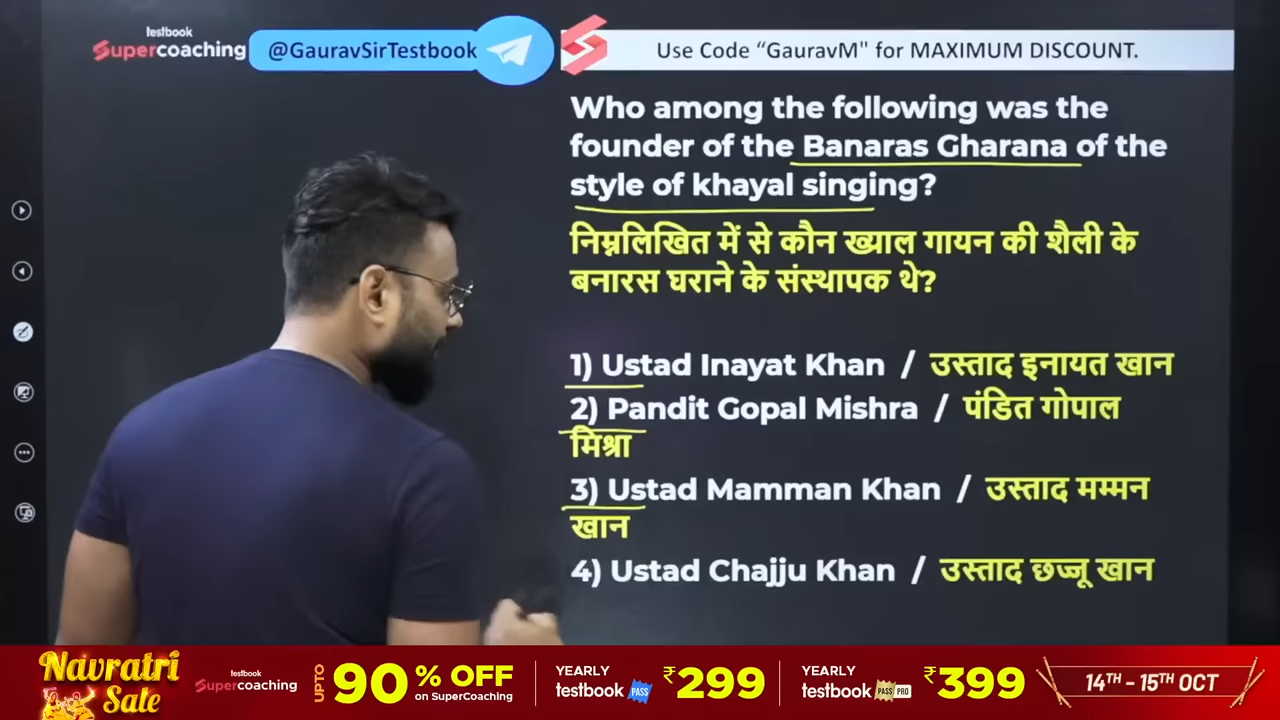 testbook
Supercoaching
@GauravSirTestbook
Use Code “GauravM" for MAXIMUM DISCOUNT.
Who among the following was the
founder of the Banaras Gharana of the
style of khayal singing?
निम्नलिखित में से कौन ख्याल गायन की शैली के
बनारस घराने के संस्थापक थे?
1) Ustad Inayat Khan / उस्ताद इनायत खान
2) Pandit Gopal Mishra / पंडित गोपाल
मिश्रा
3) Ustad Mamman Khan / उस्ताद मम्मन
खान
4) Ustad Chajju Khan / उस्ताद छज्जू खान
Navratri
Sale
testbook
Supercoaching
UPTO 90% OFF
on SuperCoaching
YEARLY
testbook PASS
₹299
YEARLY
testbook PASS PRO
₹399
14TH - 15TH OCT